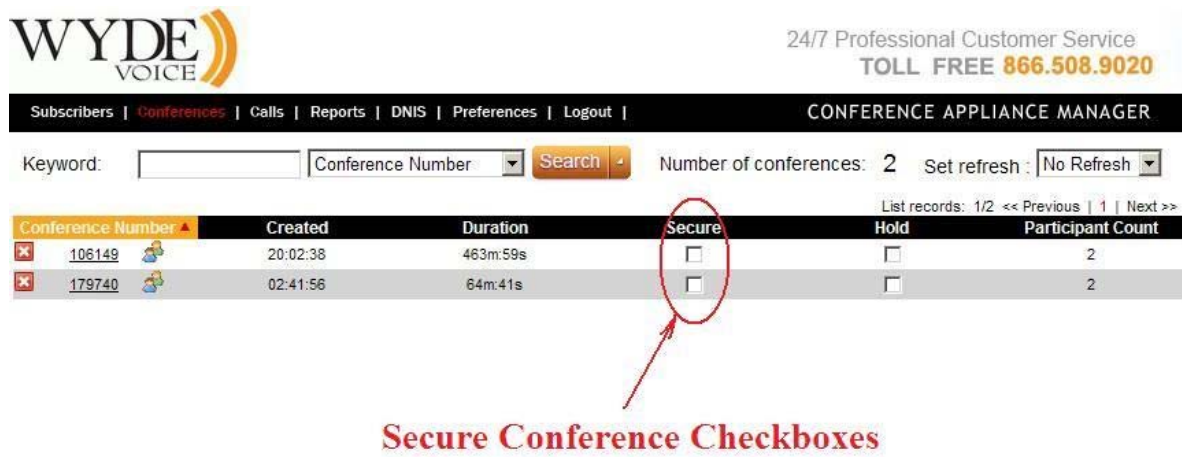 WYDE
VOICE
24/7 Professional Customer Service
TOLL FREE 866.508.9020
Subscribers | Conferences | Calls | Reports | DNIS | Preferences | Logout |
CONFERENCE APPLIANCE MANAGER
Keyword: Conference Number Search Number of conferences: 2 Set refresh : No Refresh
List records: 1/2 << Previous | 1 | Next >>
Conference Number Created Duration Secure Hold Participant Count
106149 20:02:38 463m:59s 2
179740 02:41:56 64m:41s 2
Secure Conference Checkboxes